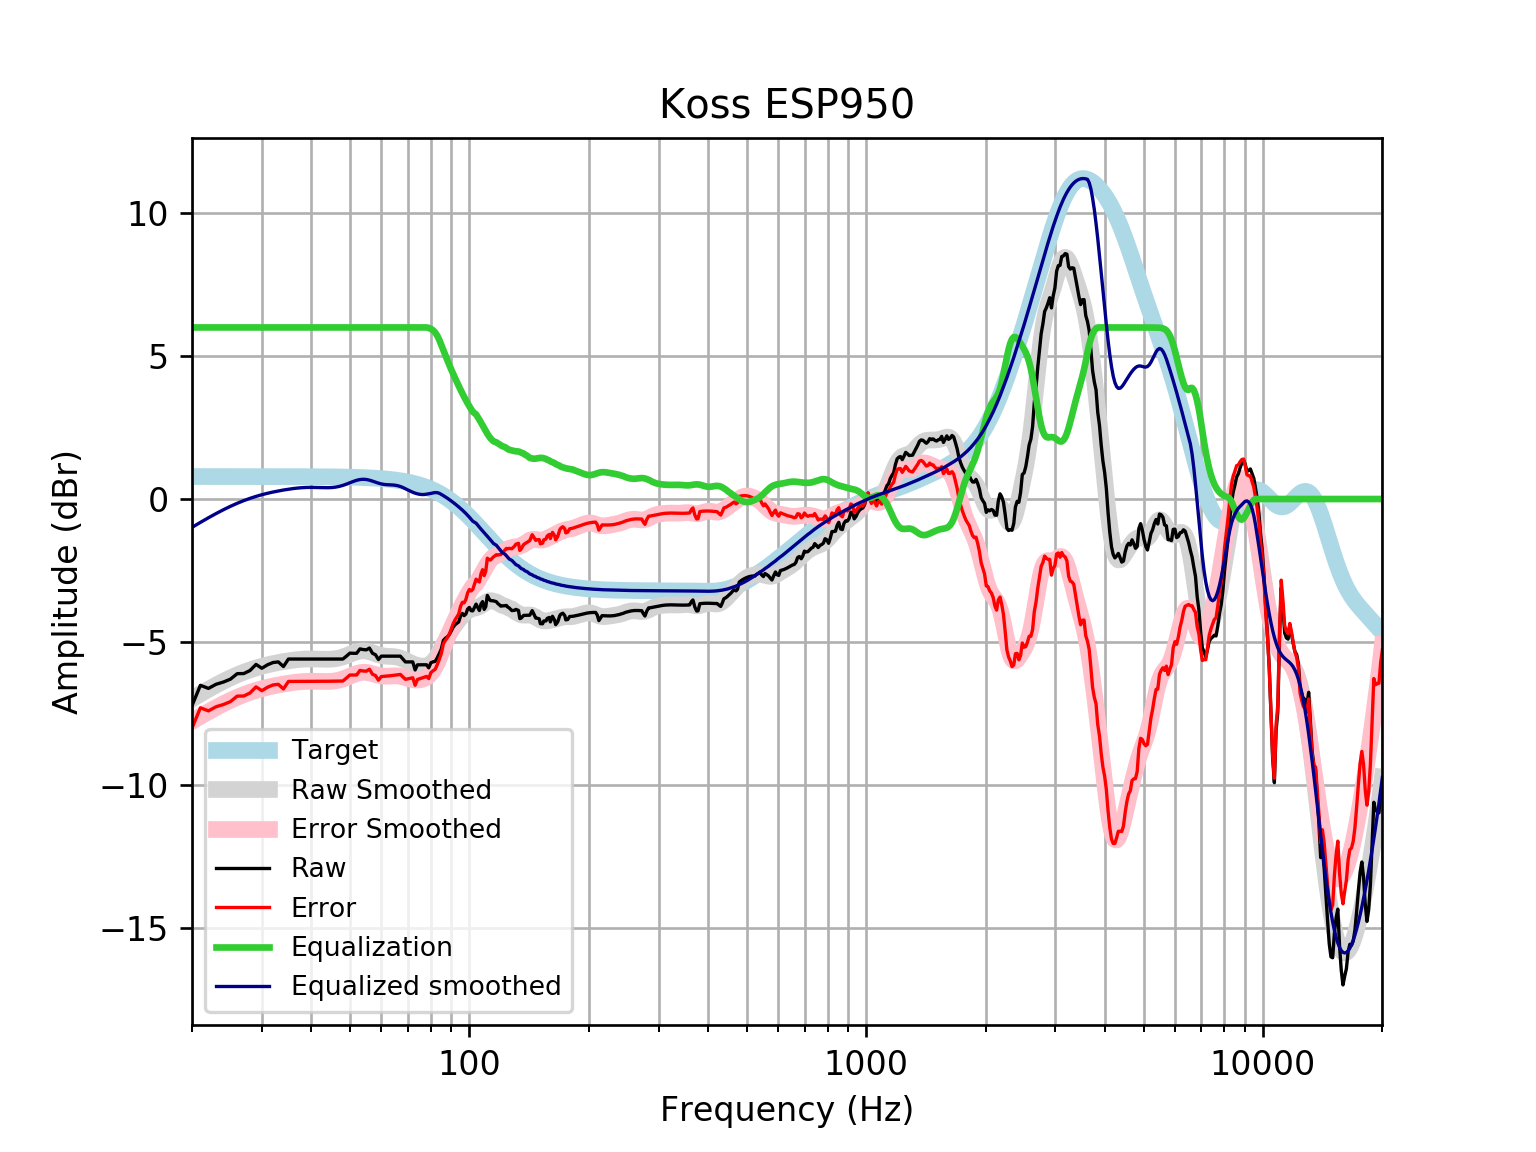 Koss ESP950
10
5
0
−5
−10
−15
Amplitude (dBr)
Target
Raw Smoothed
Error Smoothed
Raw
Error
Equalization
Equalized smoothed
100
1000
10000
Frequency (Hz)